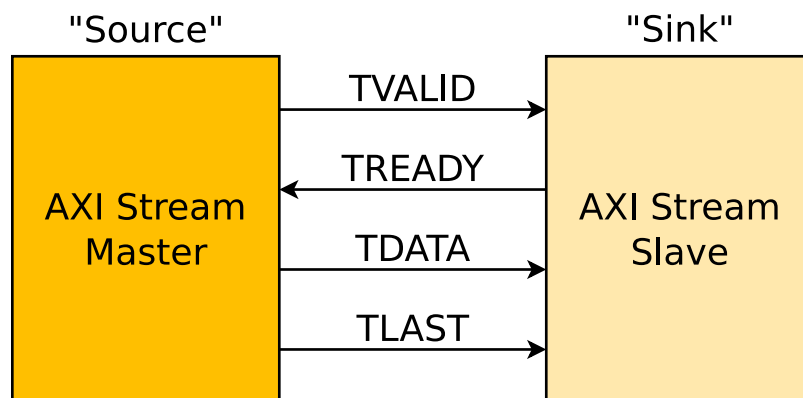 "Source"
"Sink"
TVALID
TREADY
AXI Stream
Master
TDATA
AXI Stream
Slave
TLAST